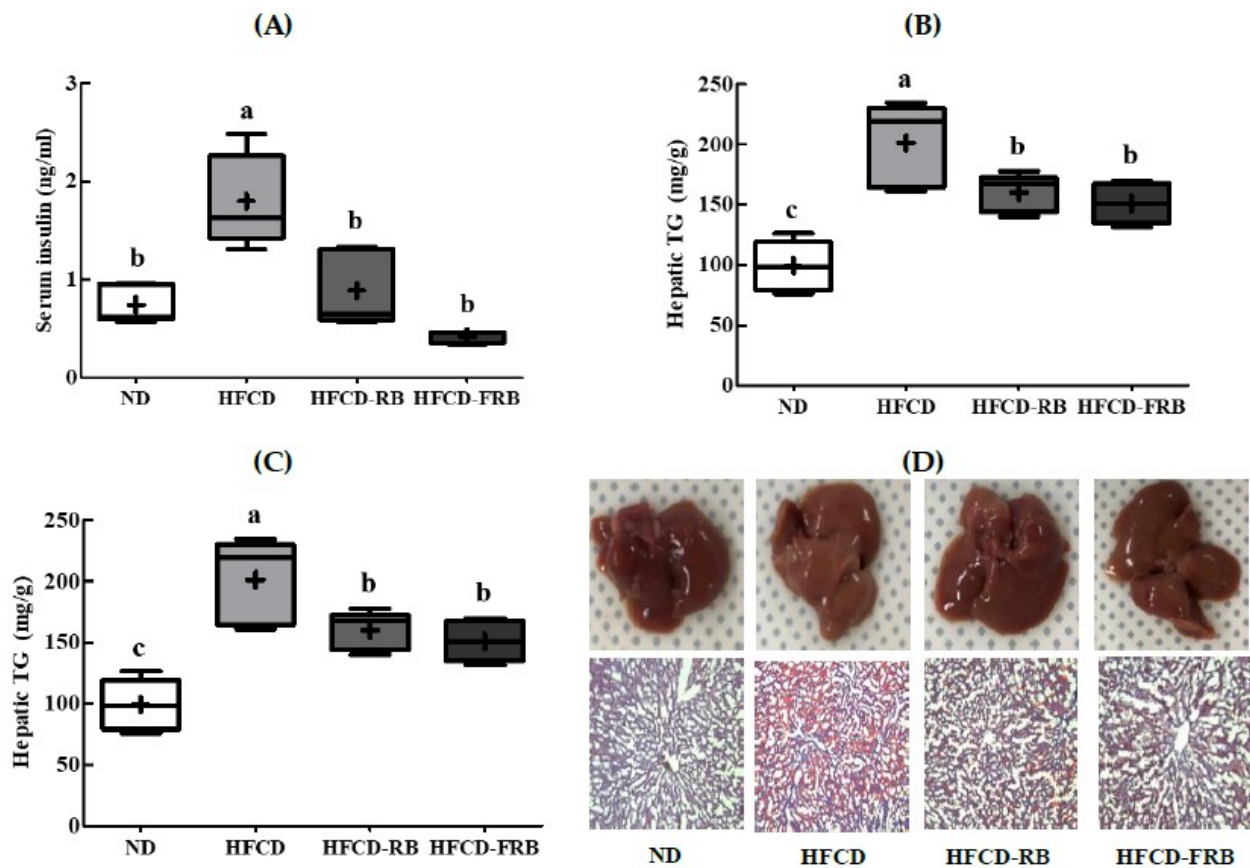 (A)
3
2
1
0
Serum insulin (ng/ml)
b
a
b
b
ND
HFCD
HFCD-RB
HFCD-FRB
(B)
250
200
150
100
50
0
Hepatic TG (mg/g)
c
a
b
b
ND
HFCD
HFCD-RB
HFCD-FRB
(C)
250
200
150
100
50
0
Hepatic TG (mg/g)
c
a
b
b
ND
HFCD
HFCD-RB
HFCD-FRB
(D)
ND
HFCD
HFCD-RB
HFCD-FRB